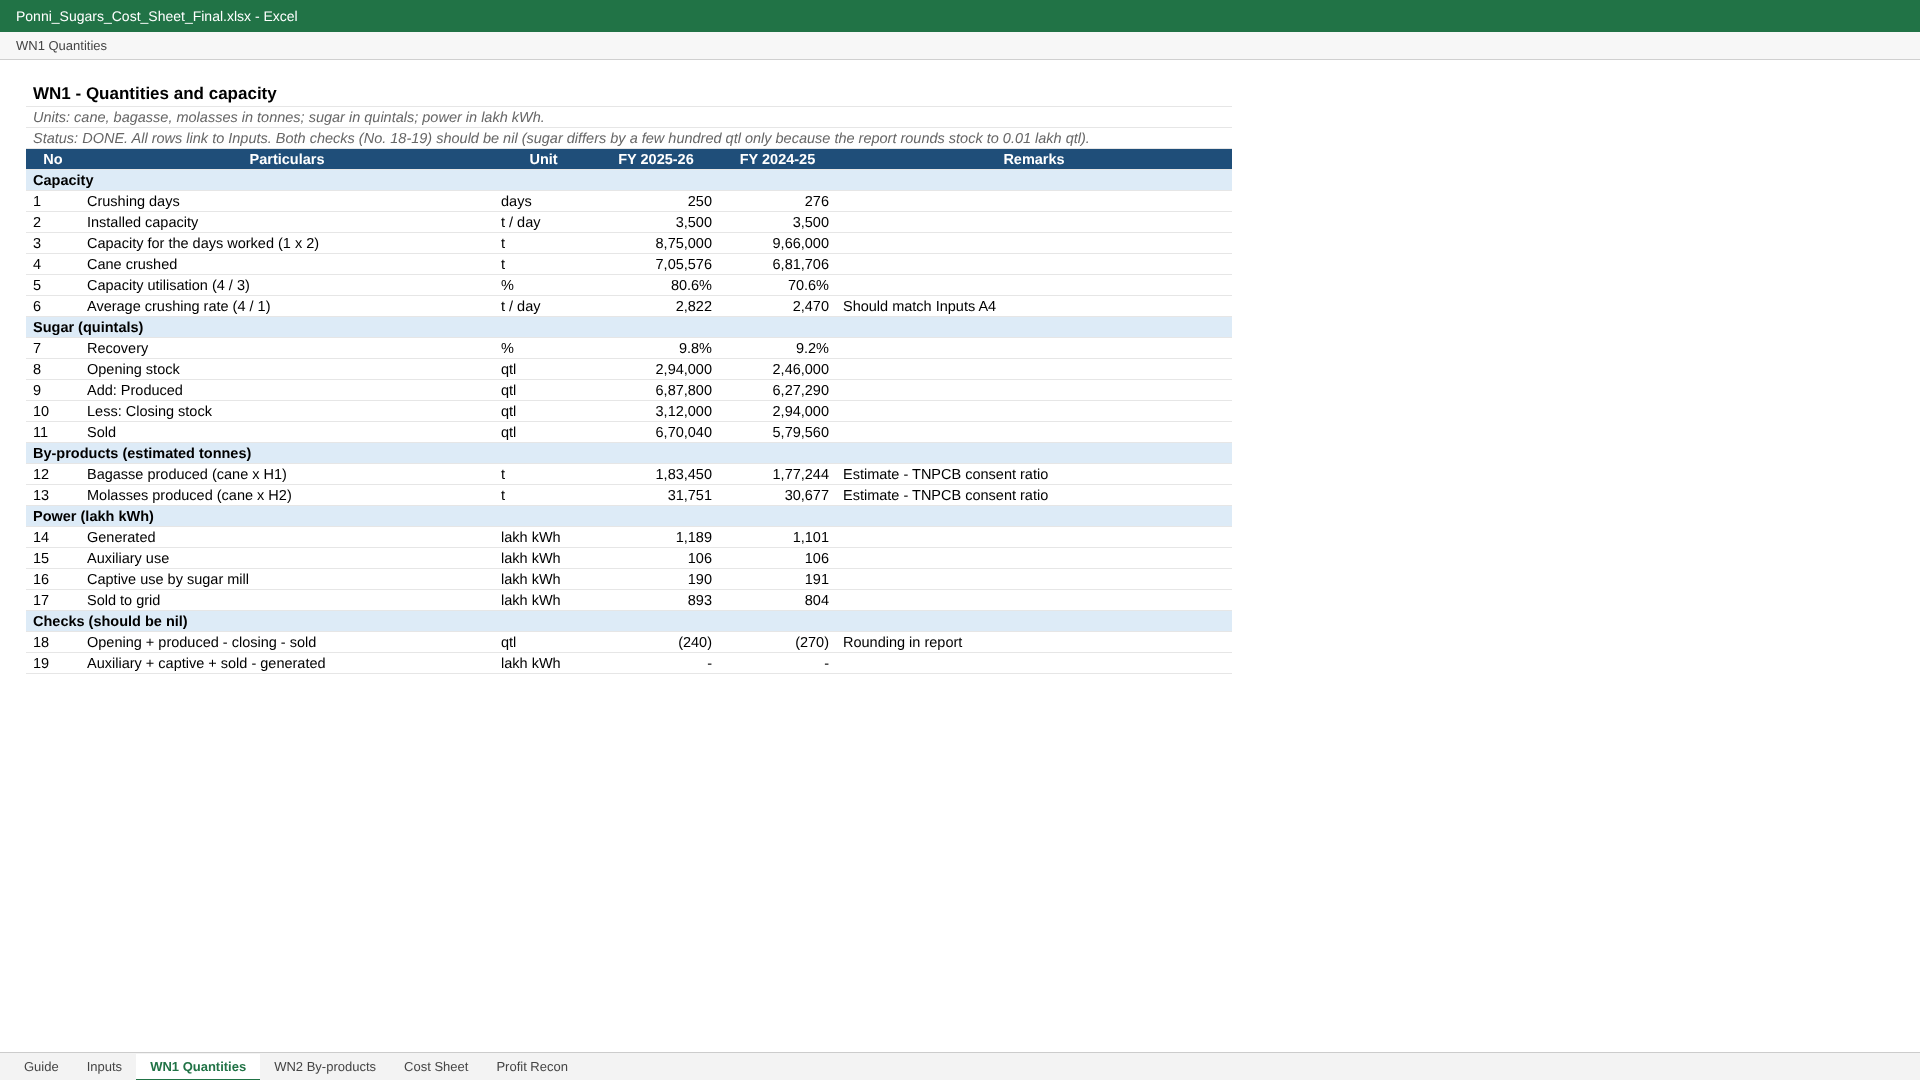 Ponni_Sugars_Cost_Sheet_Final.xlsx - Excel
WN1 Quantities
WN1 - Quantities and capacity
Units: cane, bagasse, molasses in tonnes; sugar in quintals; power in lakh kWh.
Status: DONE. All rows link to Inputs. Both checks (No. 18-19) should be nil (sugar differs by a few hundred qtl only because the report rounds stock to 0.01 lakh qtl).
No Particulars Unit FY 2025-26 FY 2024-25 Remarks
Capacity
1 Crushing days days 250 276
2 Installed capacity t / day 3,500 3,500
3 Capacity for the days worked (1 x 2) t 8,75,000 9,66,000
4 Cane crushed t 7,05,576 6,81,706
5 Capacity utilisation (4 / 3) % 80.6% 70.6%
6 Average crushing rate (4 / 1) t / day 2,822 2,470 Should match Inputs A4
Sugar (quintals)
7 Recovery % 9.8% 9.2%
8 Opening stock qtl 2,94,000 2,46,000
9 Add: Produced qtl 6,87,800 6,27,290
10 Less: Closing stock qtl 3,12,000 2,94,000
11 Sold qtl 6,70,040 5,79,560
By-products (estimated tonnes)
12 Bagasse produced (cane x H1) t 1,83,450 1,77,244 Estimate - TNPCB consent ratio
13 Molasses produced (cane x H2) t 31,751 30,677 Estimate - TNPCB consent ratio
Power (lakh kWh)
14 Generated lakh kWh 1,189 1,101
15 Auxiliary use lakh kWh 106 106
16 Captive use by sugar mill lakh kWh 190 191
17 Sold to grid lakh kWh 893 804
Checks (should be nil)
18 Opening + produced - closing - sold qtl (240) (270) Rounding in report
19 Auxiliary + captive + sold - generated lakh kWh - -
Guide Inputs WN1 Quantities WN2 By-products Cost Sheet Profit Recon